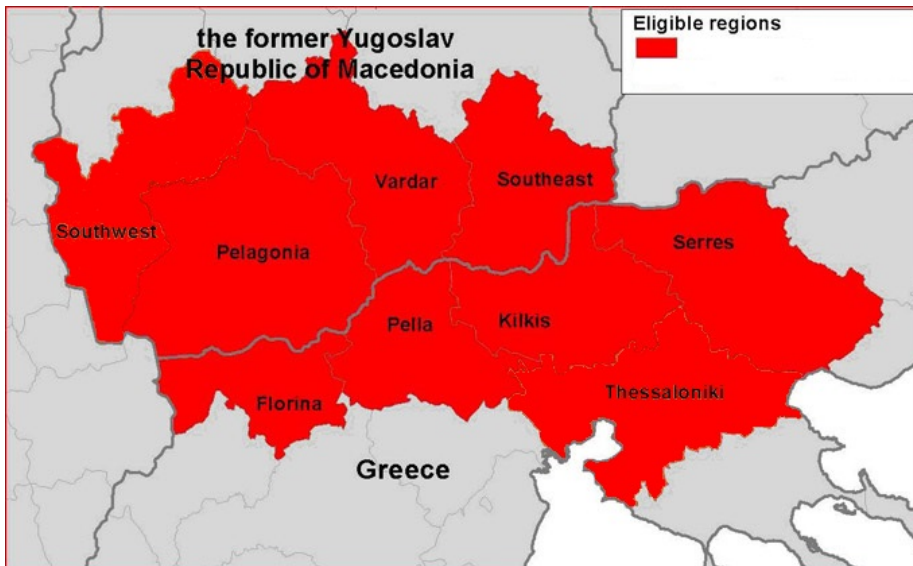 the former Yugoslav
Republic of Macedonia
Eligible regions
Vardar
Southeast
Southwest
Pelagonia
Serres
Pella
Kilkis
Florina
Thessaloniki
Greece